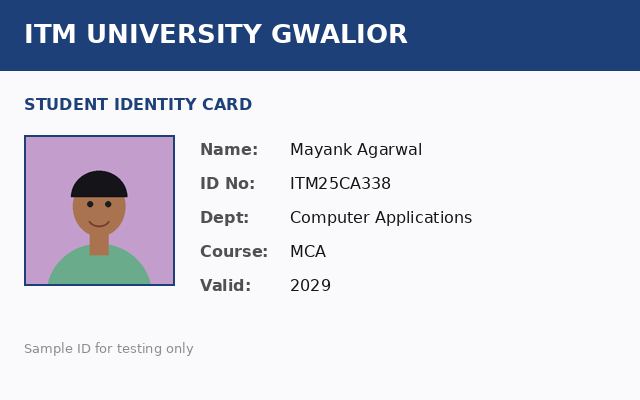 ITM UNIVERSITY GWALIOR
STUDENT IDENTITY CARD
Name: Mayank Agarwal
ID No: ITM25CA338
Dept: Computer Applications
Course: MCA
Valid: 2029
Sample ID for testing only